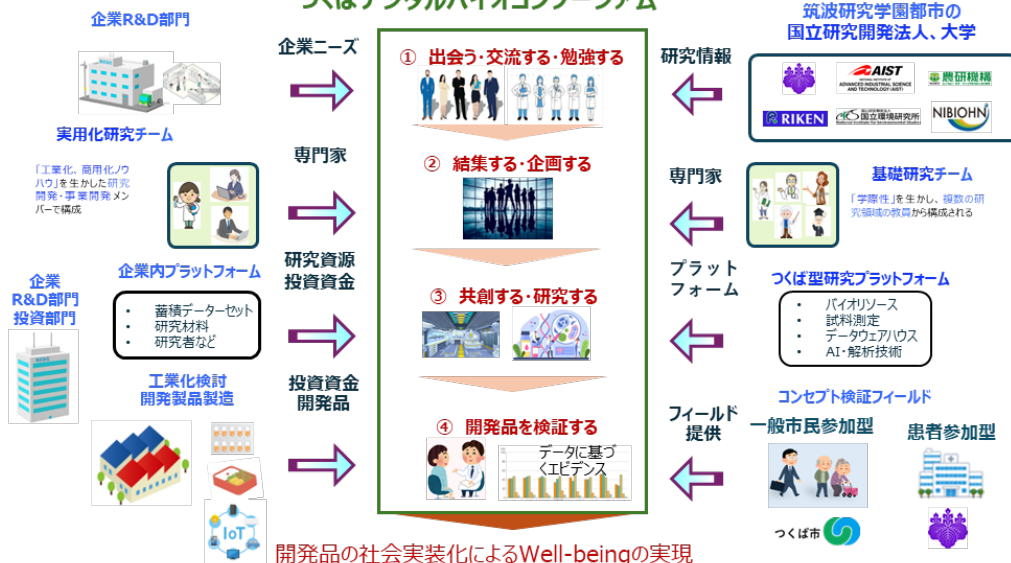 つくばデジタルバイオコンソーシアム
企業R&D部門
企業ニーズ
① 出会う・交流する・勉強する
研究情報
筑波研究学園都市の
国立研究開発法人、大学
AIST
NATIONAL INSTITUTE OF
ADVANCED INDUSTRIAL SCIENCE
AND TECHNOLOGY (AIST)
農研機構
RIKEN
国立研究開発法人
国立環境研究所
National Institute for Environmental Studies
NIBIOHN
実用化研究チーム
「工業化、商用化ノウ
ハウ」を生かした研究
開発・事業開発メン
バーで構成
専門家
② 結集する・企画する
専門家
基礎研究チーム
「学際性」を生かし、複数の研
究領域の教員から構成される
企業
R&D部門
投資部門
企業内プラットフォーム
• 蓄積データーセット
• 研究材料
• 研究者など
研究資源
投資資金
③ 共創する・研究する
プラット
フォーム
つくば型研究プラットフォーム
• バイオリソース
• 試料測定
• データウェアハウス
• AI・解析技術
工業化検討
開発製品製造
IoT
投資資金
開発品
④ 開発品を検証する
データに基づ
くエビデンス
フィールド
提供
コンセプト検証フィールド
一般市民参加型
患者参加型
つくば市
開発品の社会実装化によるWell-beingの実現